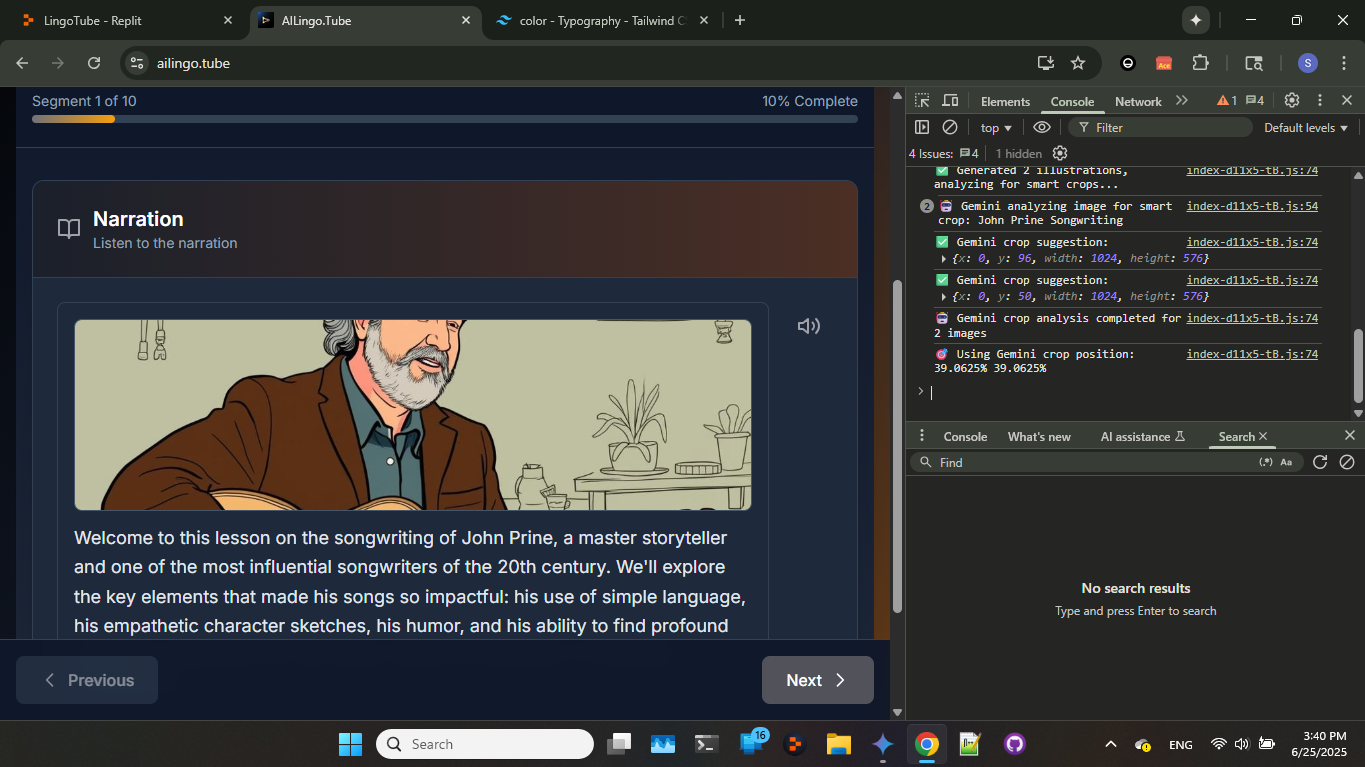 LingoTube - Replit
AILingo.Tube
color - Typography - Tailwind C
ailingo.tube
Ace
S
Segment 1 of 10
10% Complete
Narration
Listen to the narration
Welcome to this lesson on the songwriting of John Prine, a master storyteller
and one of the most influential songwriters of the 20th century. We'll explore
the key elements that made his songs so impactful: his use of simple language,
his empathetic character sketches, his humor, and his ability to find profound
Previous
Next
Elements
Console
Network
1
4
top
Filter
Default levels
4 Issues:
4
1 hidden
Generated 2 illustrations,
index-d11x5-tB.js:74
analyzing for smart crops...
2
Gemini analyzing image for smart
index-d11x5-tB.js:54
crop: John Prine Songwriting
Gemini crop suggestion:
index-d11x5-tB.js:74
{x: 0, y: 96, width: 1024, height: 576}
Gemini crop suggestion:
index-d11x5-tB.js:74
{x: 0, y: 50, width: 1024, height: 576}
Gemini crop analysis completed for
index-d11x5-tB.js:74
2 images
Using Gemini crop position:
index-d11x5-tB.js:74
39.0625% 39.0625%
Console
What's new
AI assistance
Search
Find
(.*)
Aa
No search results
Type and press Enter to search
Search
16
ENG
3:40 PM
6/25/2025